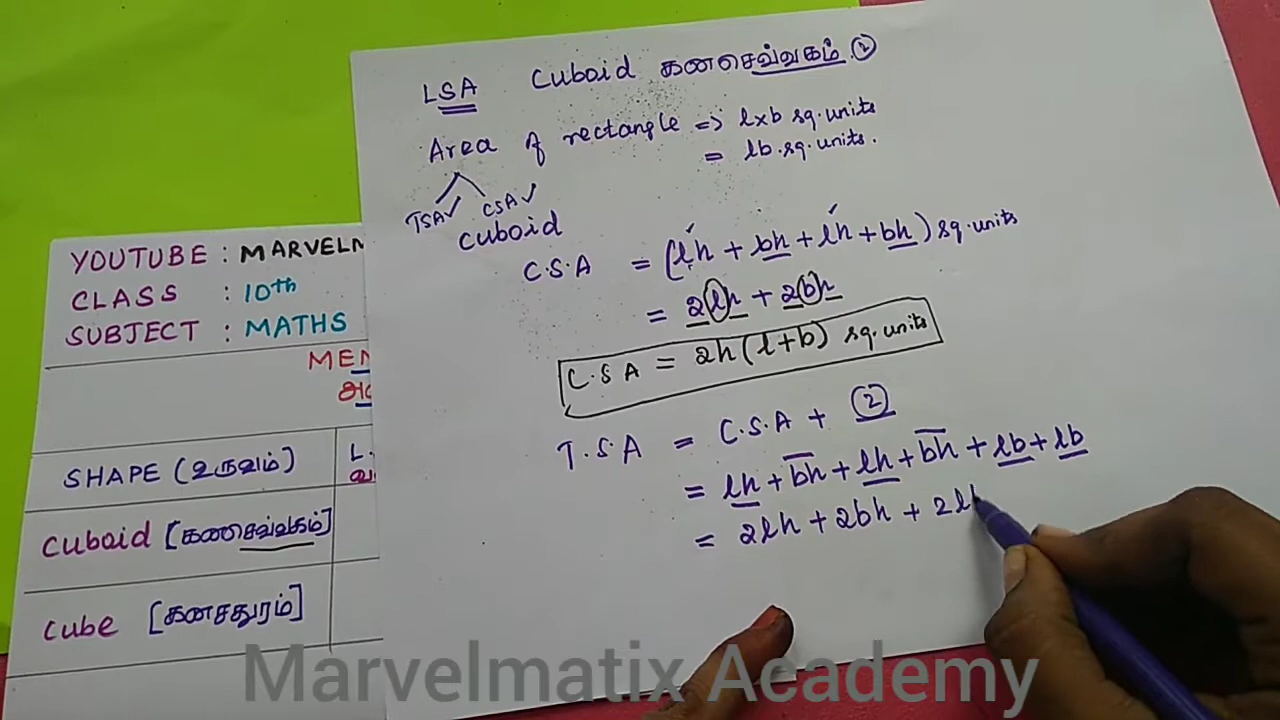 LSA Cuboid கனசெவ்வகம் ②
Area of rectangle => l×b sq.units
= lb.sq.units.
TSA✓ CSA✓
cuboid
C.S.A = (lh + bh + lh + bh) sq.units
= 2lh + 2bh
C.S.A = 2h(l+b) sq.units
T.S.A = C.S.A + ②
= lh + bh + lh + bh + lb + lb
= 2lh + 2bh + 2l
YOUTUBE : MARVELM
CLASS : 10th
SUBJECT : MATHS
MEN
அ
SHAPE (உருவம்) L.
Cuboid [கனசெவ்வகம்]
Cube [கனசதுரம்]
Marvelmatix Academy